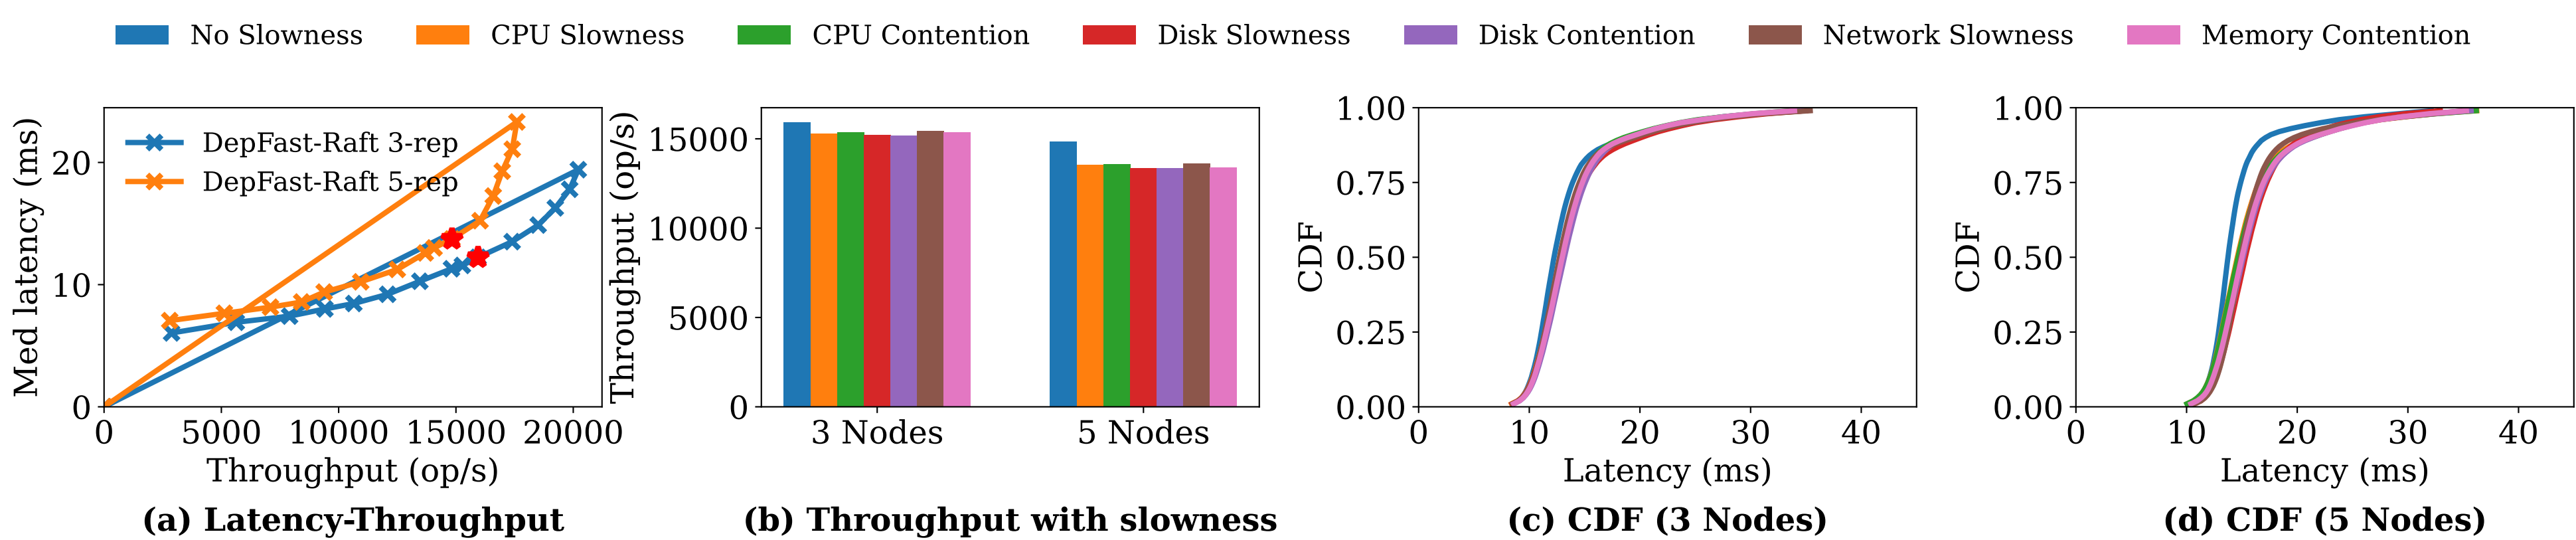 No Slowness CPU Slowness CPU Contention Disk Slowness Disk Contention Network Slowness Memory Contention
DepFast-Raft 3-rep
DepFast-Raft 5-rep
Med latency (ms)
20
10
0
0 5000 10000 15000 20000
Throughput (op/s)
(a) Latency-Throughput
Throughput (op/s)
15000
10000
5000
0
3 Nodes 5 Nodes
(b) Throughput with slowness
CDF
1.00
0.75
0.50
0.25
0.00
0 10 20 30 40
Latency (ms)
(c) CDF (3 Nodes)
CDF
1.00
0.75
0.50
0.25
0.00
0 10 20 30 40
Latency (ms)
(d) CDF (5 Nodes)